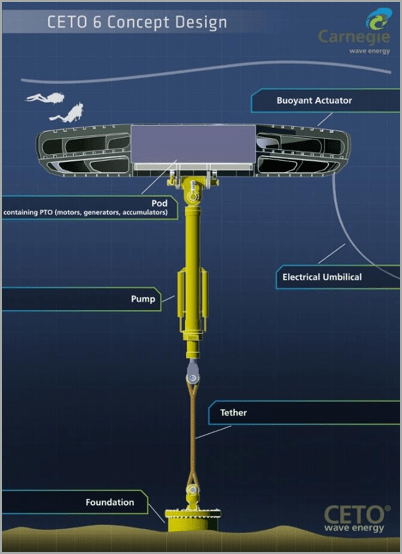 CETO 6 Concept Design
Carnegie
wave energy
Buoyant Actuator
Pod
containing PTO (motors, generators, accumulators)
Electrical Umbilical
Pump
Tether
Foundation
CETO®
wave energy